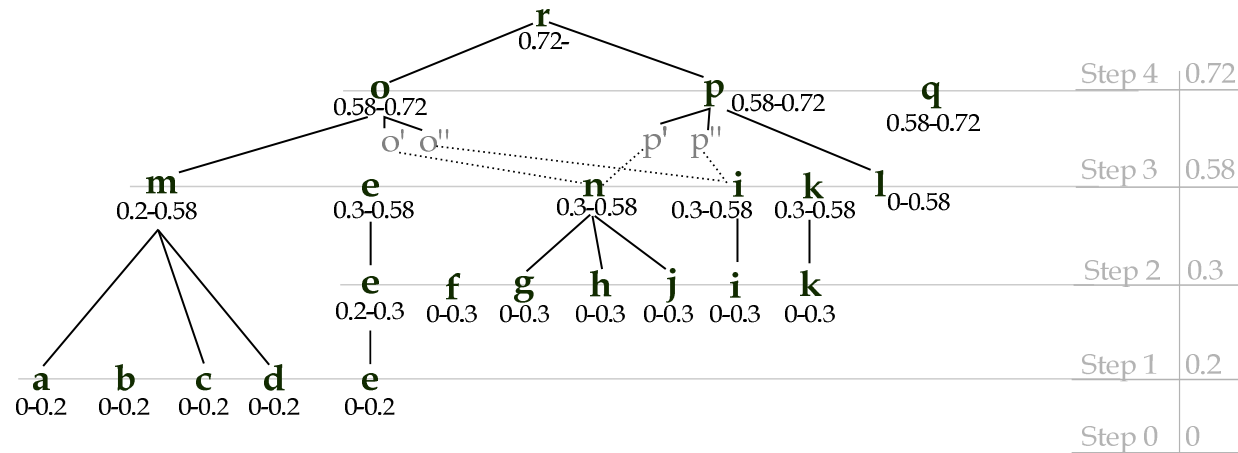 r
0.72-
o p q Step 4 0.72
0.58-0.72 0.58-0.72 0.58-0.72
o' o'' p' p''
m e n i k l Step 3 0.58
0.2-0.58 0.3-0.58 0.3-0.58 0.3-0.58 0.3-0.58 0-0.58
e f g h j i k Step 2 0.3
0.2-0.3 0-0.3 0-0.3 0-0.3 0-0.3 0-0.3 0-0.3
a b c d e Step 1 0.2
0-0.2 0-0.2 0-0.2 0-0.2 0-0.2
Step 0 0